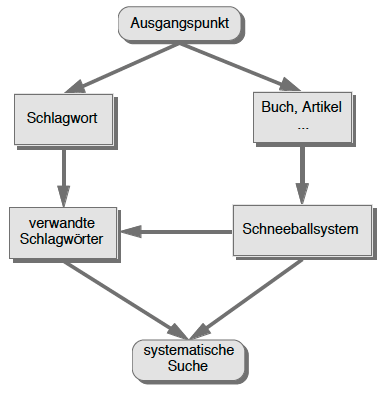 Ausgangspunkt
Schlagwort
Buch, Artikel
...
verwandte
Schlagwörter
Schneeballsystem
systematische
Suche